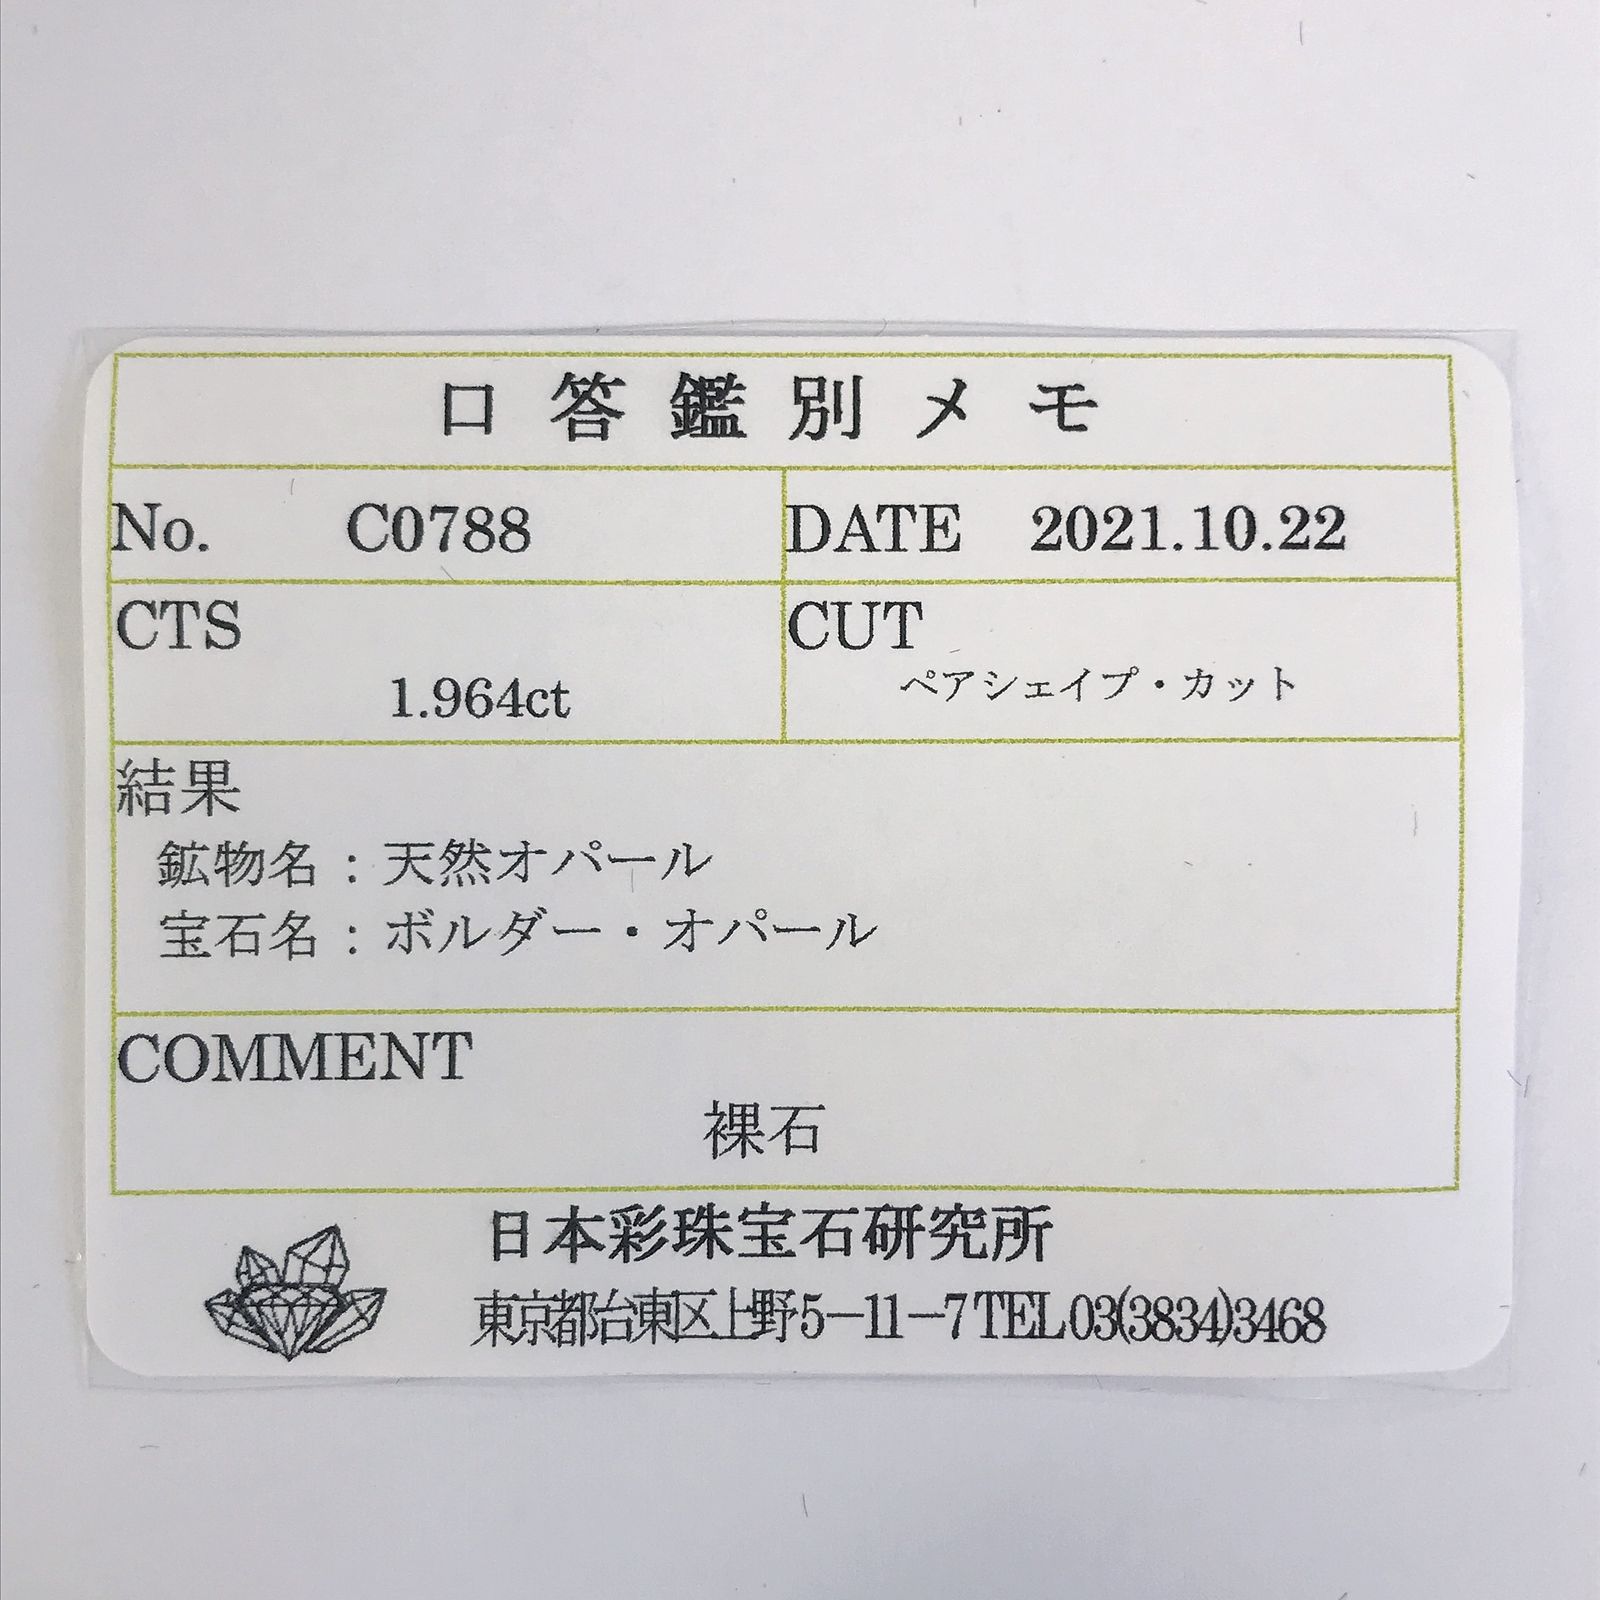 口答鑑別メモ
No. C0788 DATE 2021.10.22
CTS
1.964ct
CUT
ペアシェイプ・カット
結果
鉱物名：天然オパール
宝石名：ボルダー・オパール
COMMENT
裸石
日本彩珠宝石研究所
東京都台東区上野5－11－7 TEL 03(3834)3468